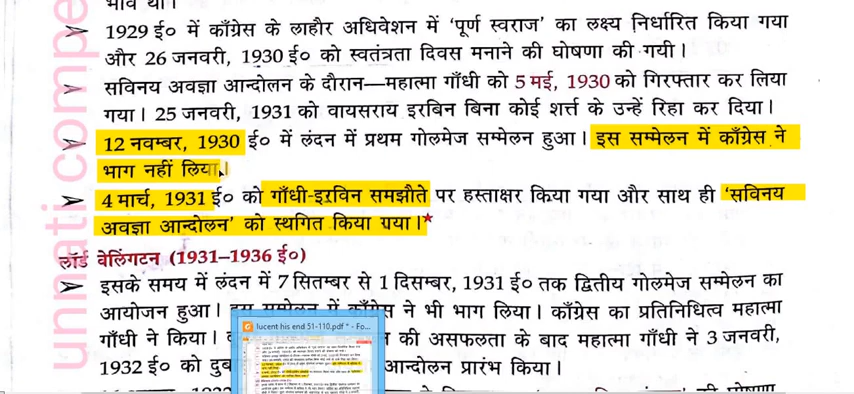 भाव था।
➤ 1929 ई० में काँग्रेस के लाहौर अधिवेशन में 'पूर्ण स्वराज' का लक्ष्य निर्धारित किया गया
और 26 जनवरी, 1930 ई० को स्वतंत्रता दिवस मनाने की घोषणा की गयी।
➤ सविनय अवज्ञा आन्दोलन के दौरान—महात्मा गाँधी को 5 मई, 1930 को गिरफ्तार कर लिया
गया। 25 जनवरी, 1931 को वायसराय इरबिन बिना कोई शर्त्त के उन्हें रिहा कर दिया।
➤ 12 नवम्बर, 1930 ई० में लंदन में प्रथम गोलमेज सम्मेलन हुआ। इस सम्मेलन में काँग्रेस ने
भाग नहीं लिया।
➤ 4 मार्च, 1931 ई० को गाँधी-इरविन समझौते पर हस्ताक्षर किया गया और साथ ही 'सविनय
अवज्ञा आन्दोलन' को स्थगित किया गया।*
लॉर्ड वेलिंगटन (1931–1936 ई०)
➤ इसके समय में लंदन में 7 सितम्बर से 1 दिसम्बर, 1931 ई० तक द्वितीय गोलमेज सम्मेलन का
आयोजन हुआ। इस सम्मेलन में काँग्रेस ने भी भाग लिया। काँग्रेस का प्रतिनिधित्व महात्मा
lucent his end 51-110.pdf * - Fo...
गाँधी ने किया। की असफलता के बाद महात्मा गाँधी ने 3 जनवरी,
1932 ई० को दुब आन्दोलन प्रारंभ किया।
की घोषणा
unnati compe